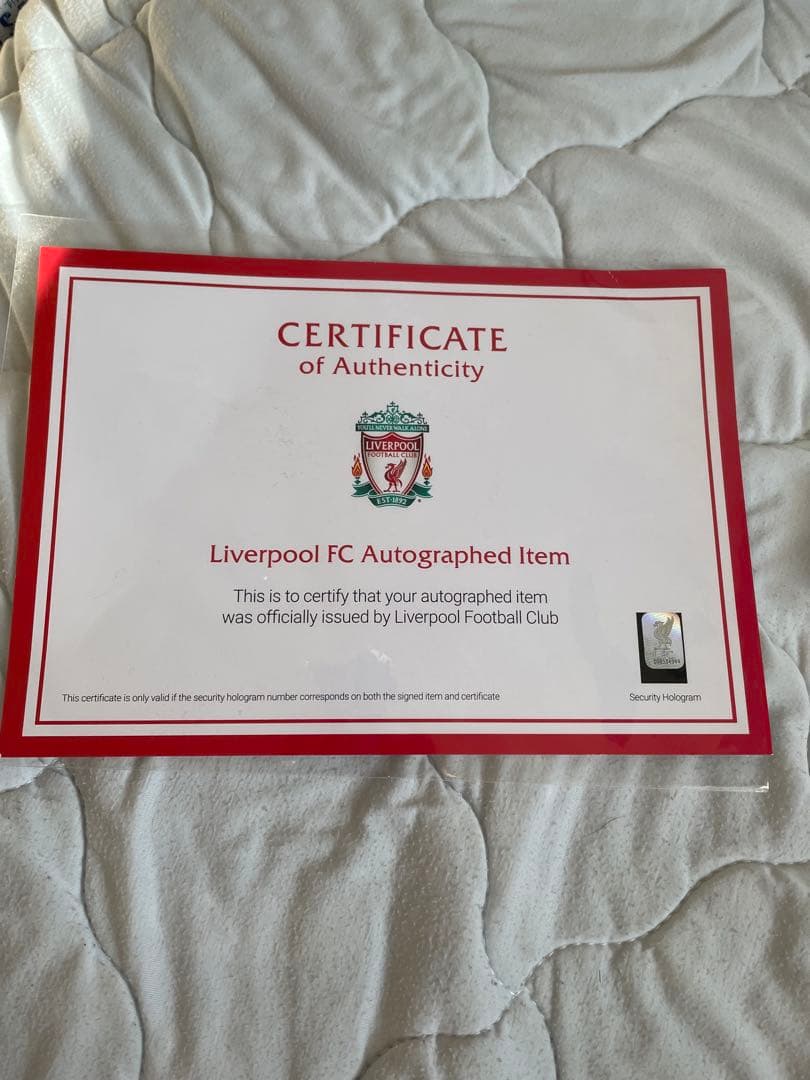 CERTIFICATE
of Authenticity
YOU'LL NEVER WALK ALONE
LIVERPOOL
FOOTBALL CLUB
EST·1892
Liverpool FC Autographed Item
This is to certify that your autographed item
was officially issued by Liverpool Football Club
This certificate is only valid if the security hologram number corresponds on both the signed item and certificate
Security Hologram